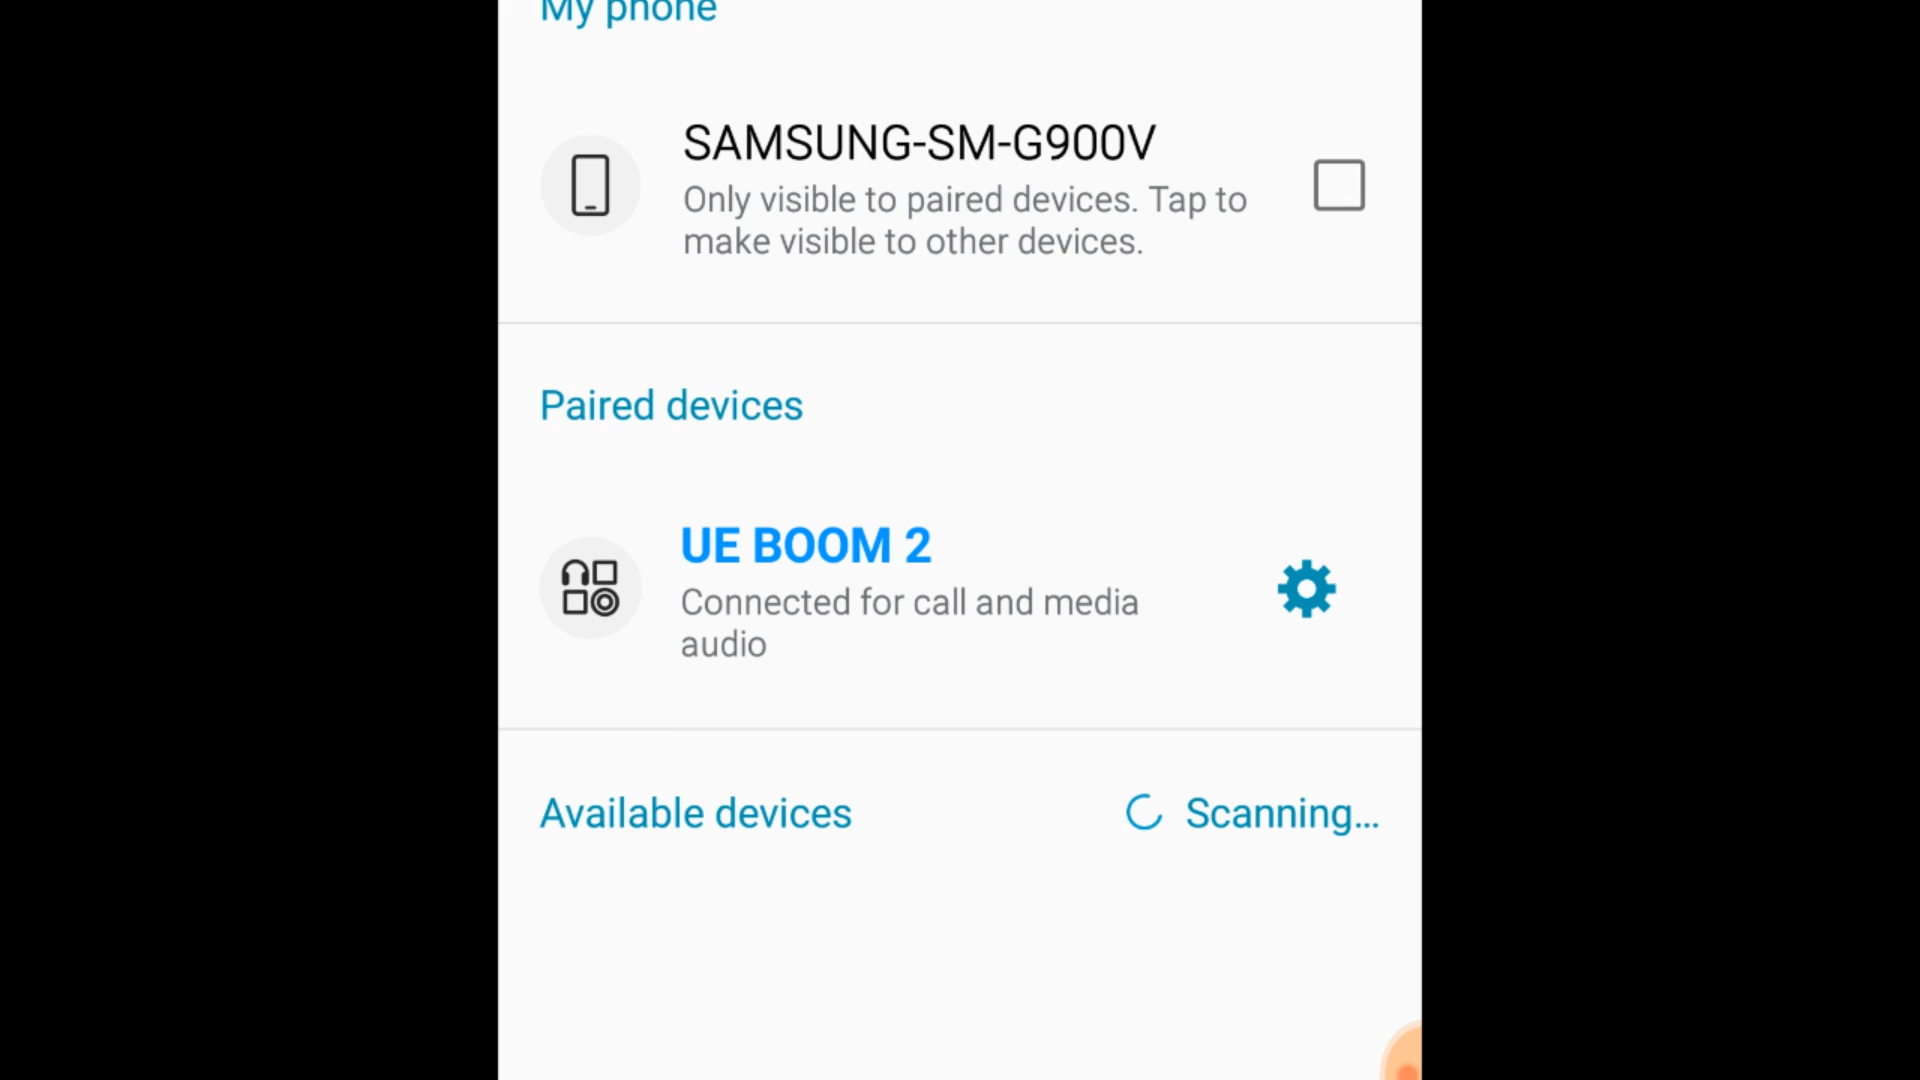 My phone
SAMSUNG-SM-G900V
Only visible to paired devices. Tap to
make visible to other devices.
Paired devices
UE BOOM 2
Connected for call and media
audio
Available devices
Scanning...